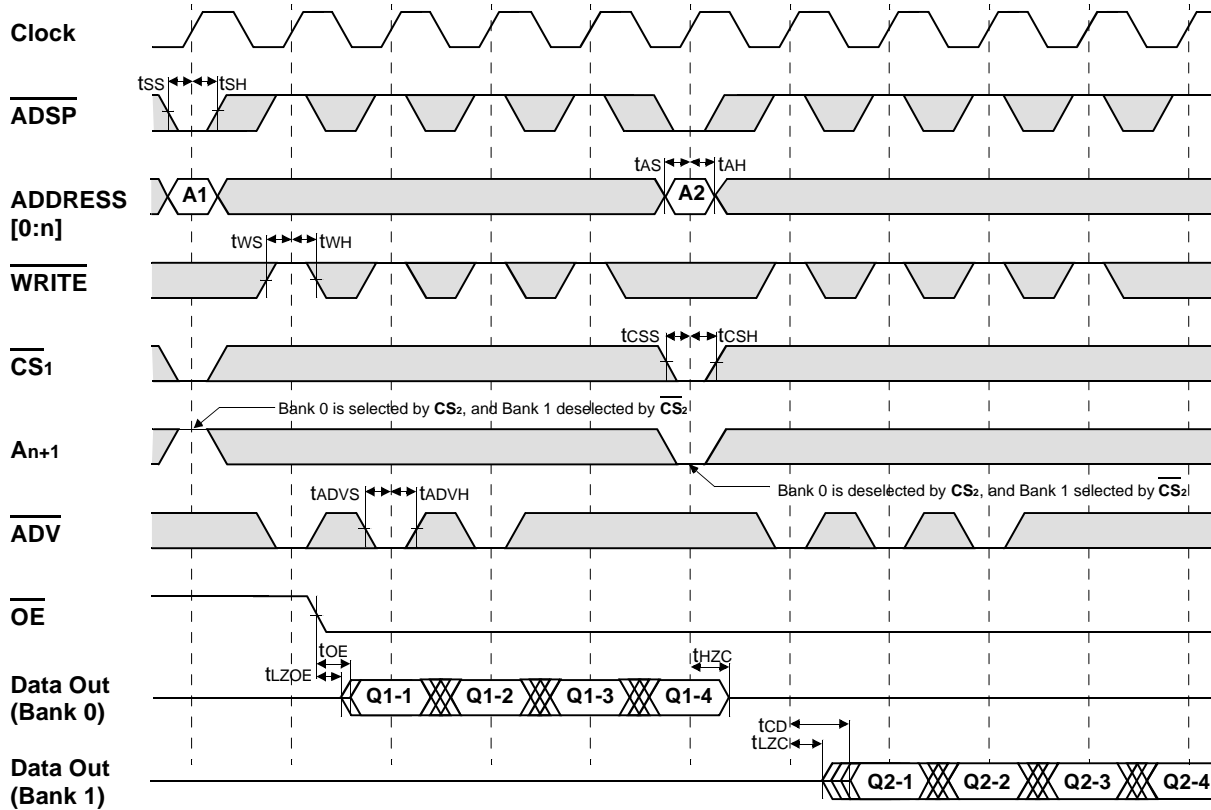 Clock
tSS tSH
ADSP
tAS tAH
ADDRESS
[0:n]
A1 A2
tWS tWH
WRITE
tCSS tCSH
CS1
Bank 0 is selected by CS2, and Bank 1 deselected by CS2
An+1
Bank 0 is deselected by CS2, and Bank 1 selected by CS2
tADVS tADVH
ADV
OE
tOE
tHZC
tLZOE
Data Out
(Bank 0)
Q1-1 Q1-2 Q1-3 Q1-4
tCD
tLZC
Data Out
(Bank 1)
Q2-1 Q2-2 Q2-3 Q2-4